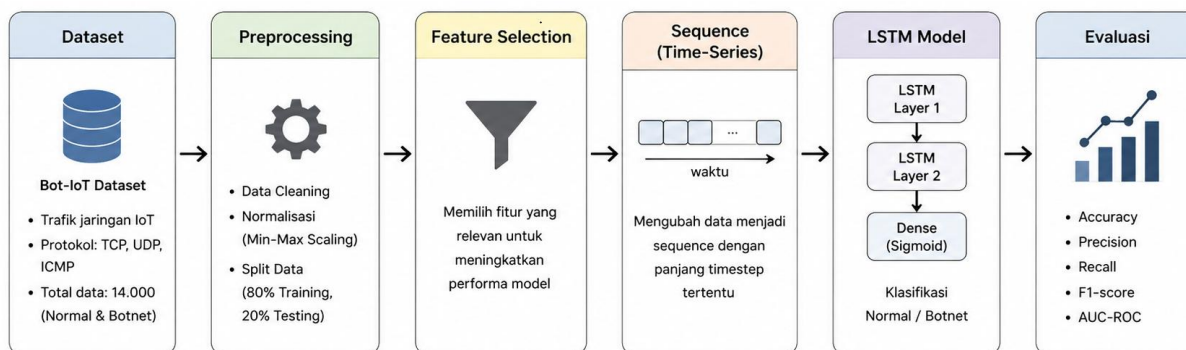 Dataset
Bot-IoT Dataset
• Trafik jaringan IoT
• Protokol: TCP, UDP,
ICMP
• Total data: 14.000
(Normal & Botnet)
Preprocessing
• Data Cleaning
• Normalisasi
(Min-Max Scaling)
• Split Data
(80% Training,
20% Testing)
Feature Selection
Memilih fitur yang
relevan untuk
meningkatkan
performa model
Sequence
(Time-Series)
...
waktu
Mengubah data menjadi
sequence dengan
panjang timestep
tertentu
LSTM Model
LSTM
Layer 1
LSTM
Layer 2
Dense
(Sigmoid)
Klasifikasi
Normal / Botnet
Evaluasi
• Accuracy
• Precision
• Recall
• F1-score
• AUC-ROC